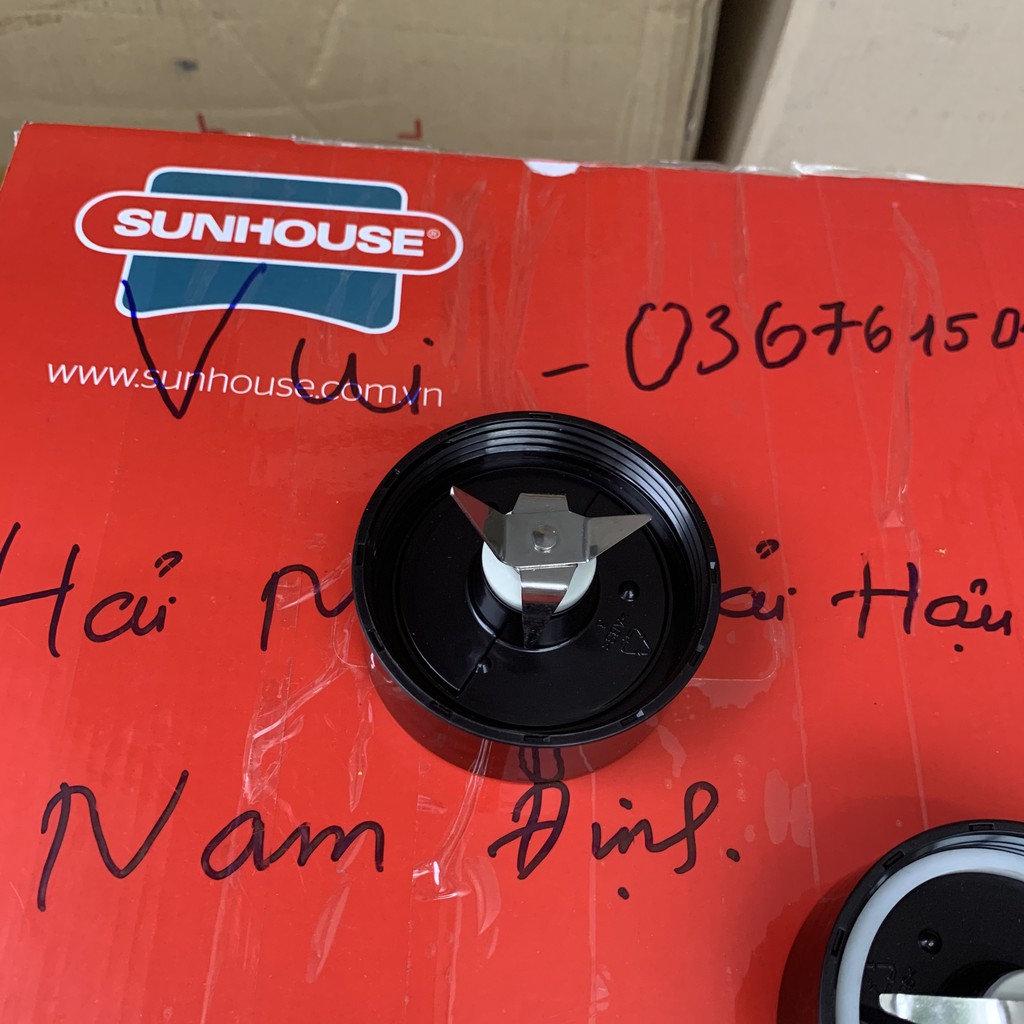 SUNHOUSE®
www.sunhouse.com.vn
Vui - 03676150
Hải Hậu
Nam Định.